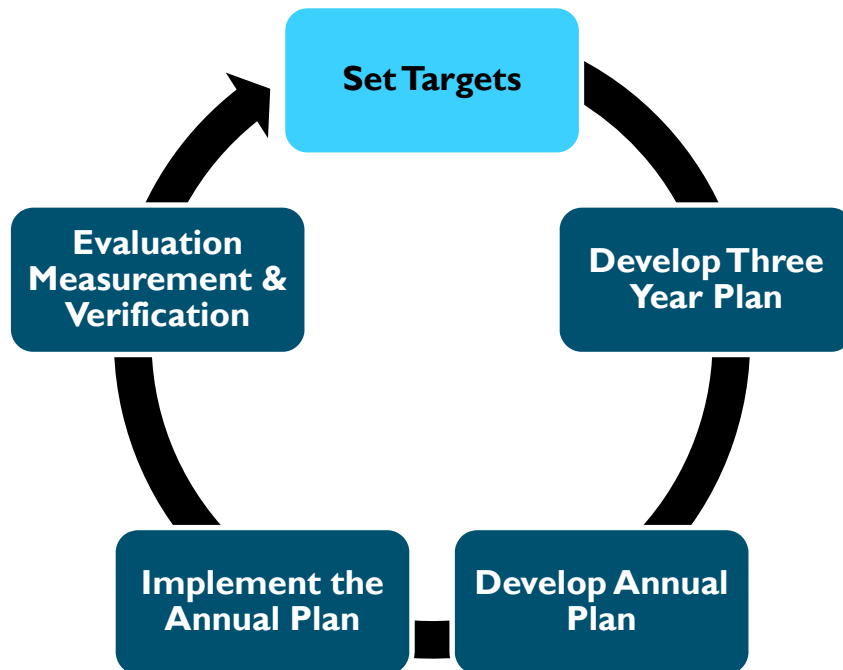 Set Targets
Develop Three
Year Plan
Develop Annual
Plan
Implement the
Annual Plan
Evaluation
Measurement &
Verification